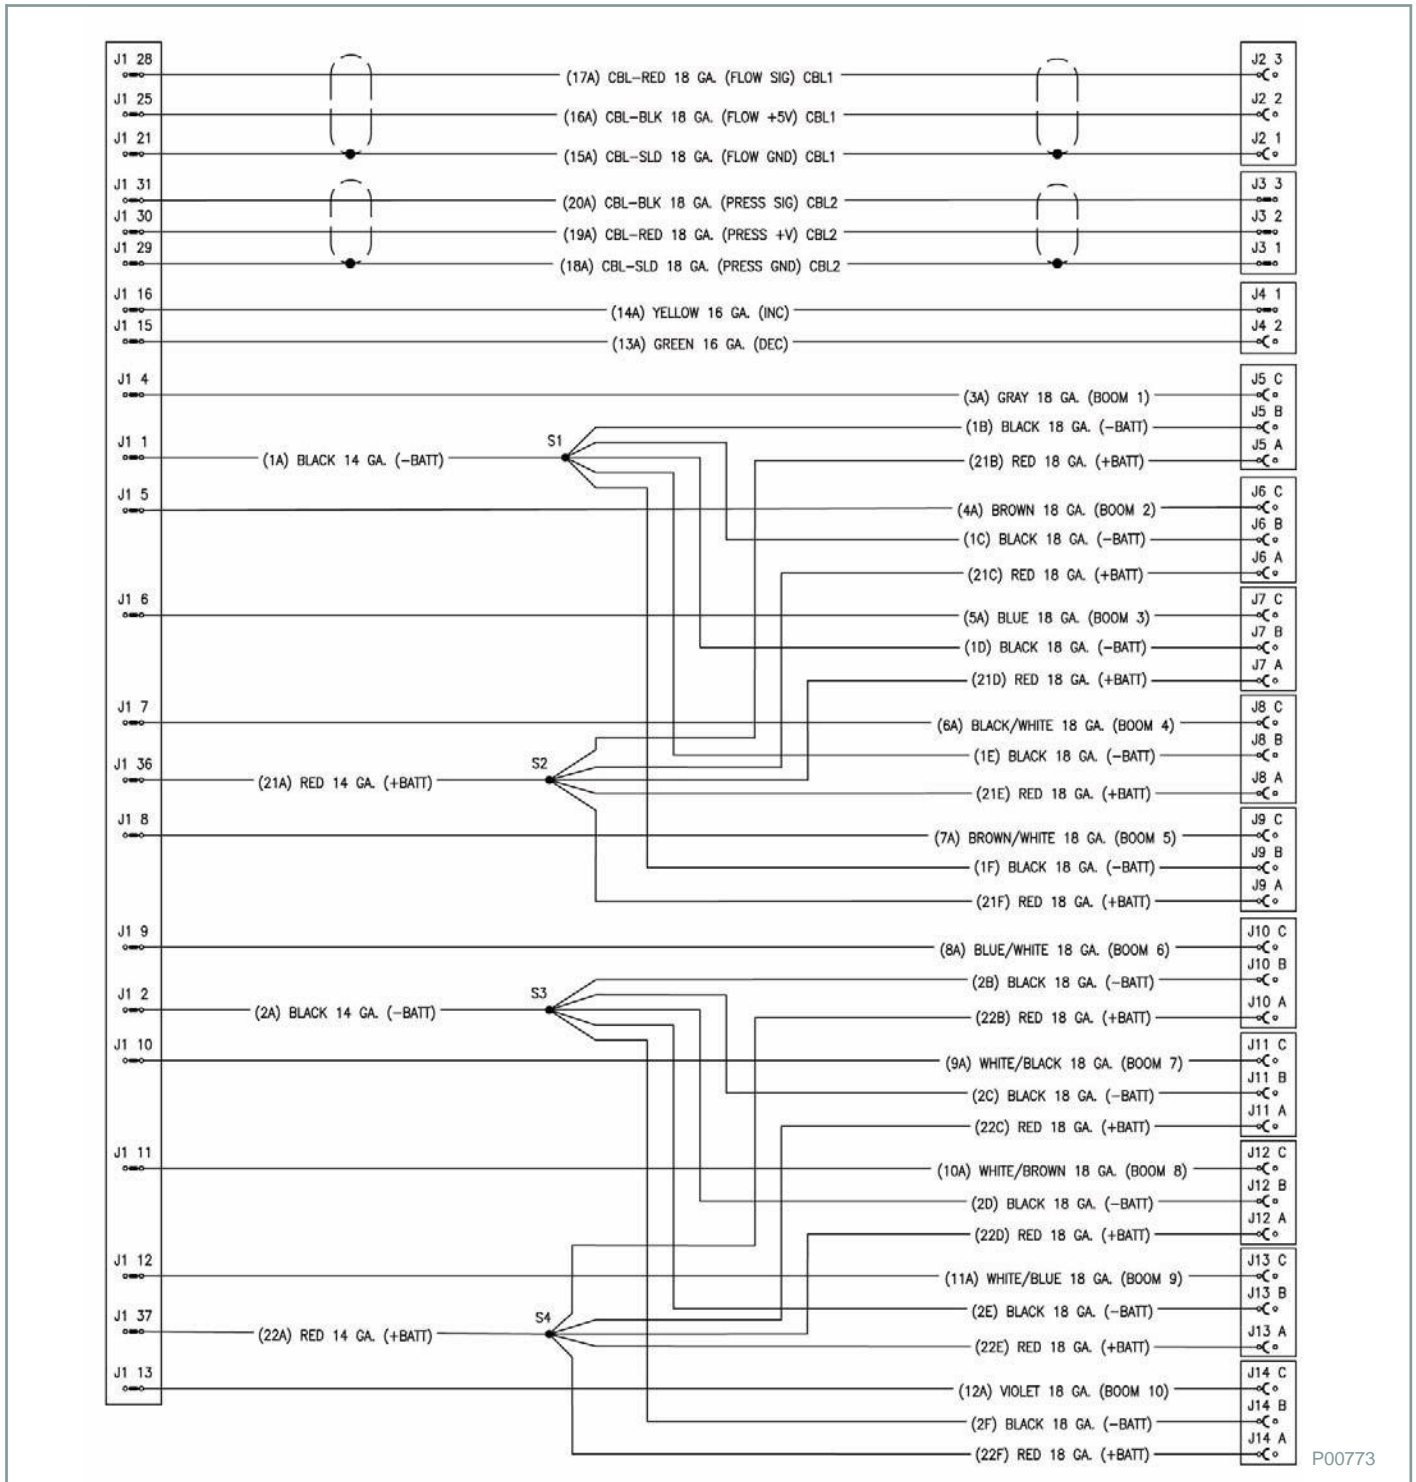 J1 28 (17A) CBL-RED 18 GA. (FLOW SIG) CBL1 J2 3
J1 25 (16A) CBL-BLK 18 GA. (FLOW +5V) CBL1 J2 2
J1 21 (15A) CBL-SLD 18 GA. (FLOW GND) CBL1 J2 1
J1 31 (20A) CBL-BLK 18 GA. (PRESS SIG) CBL2 J3 3
J1 30 (19A) CBL-RED 18 GA. (PRESS +V) CBL2 J3 2
J1 29 (18A) CBL-SLD 18 GA. (PRESS GND) CBL2 J3 1
J1 16 (14A) YELLOW 16 GA. (INC) J4 1
J1 15 (13A) GREEN 16 GA. (DEC) J4 2
J1 4 (3A) GRAY 18 GA. (BOOM 1) J5 C
(1B) BLACK 18 GA. (-BATT) J5 B
J1 1 (1A) BLACK 14 GA. (-BATT) S1 (21B) RED 18 GA. (+BATT) J5 A
J1 5 (4A) BROWN 18 GA. (BOOM 2) J6 C
(1C) BLACK 18 GA. (-BATT) J6 B
(21C) RED 18 GA. (+BATT) J6 A
J1 6 (5A) BLUE 18 GA. (BOOM 3) J7 C
(1D) BLACK 18 GA. (-BATT) J7 B
(21D) RED 18 GA. (+BATT) J7 A
J1 7 (6A) BLACK/WHITE 18 GA. (BOOM 4) J8 C
(1E) BLACK 18 GA. (-BATT) J8 B
J1 36 (21A) RED 14 GA. (+BATT) S2 (21E) RED 18 GA. (+BATT) J8 A
J1 8 (7A) BROWN/WHITE 18 GA. (BOOM 5) J9 C
(1F) BLACK 18 GA. (-BATT) J9 B
(21F) RED 18 GA. (+BATT) J9 A
J1 9 (8A) BLUE/WHITE 18 GA. (BOOM 6) J10 C
(2B) BLACK 18 GA. (-BATT) J10 B
J1 2 (2A) BLACK 14 GA. (-BATT) S3 (22B) RED 18 GA. (+BATT) J10 A
J1 10 (9A) WHITE/BLACK 18 GA. (BOOM 7) J11 C
(2C) BLACK 18 GA. (-BATT) J11 B
(22C) RED 18 GA. (+BATT) J11 A
J1 11 (10A) WHITE/BROWN 18 GA. (BOOM 8) J12 C
(2D) BLACK 18 GA. (-BATT) J12 B
(22D) RED 18 GA. (+BATT) J12 A
J1 12 (11A) WHITE/BLUE 18 GA. (BOOM 9) J13 C
(2E) BLACK 18 GA. (-BATT) J13 B
J1 37 (22A) RED 14 GA. (+BATT) S4 (22E) RED 18 GA. (+BATT) J13 A
J1 13 (12A) VIOLET 18 GA. (BOOM 10) J14 C
(2F) BLACK 18 GA. (-BATT) J14 B
(22F) RED 18 GA. (+BATT) J14 A
P00773